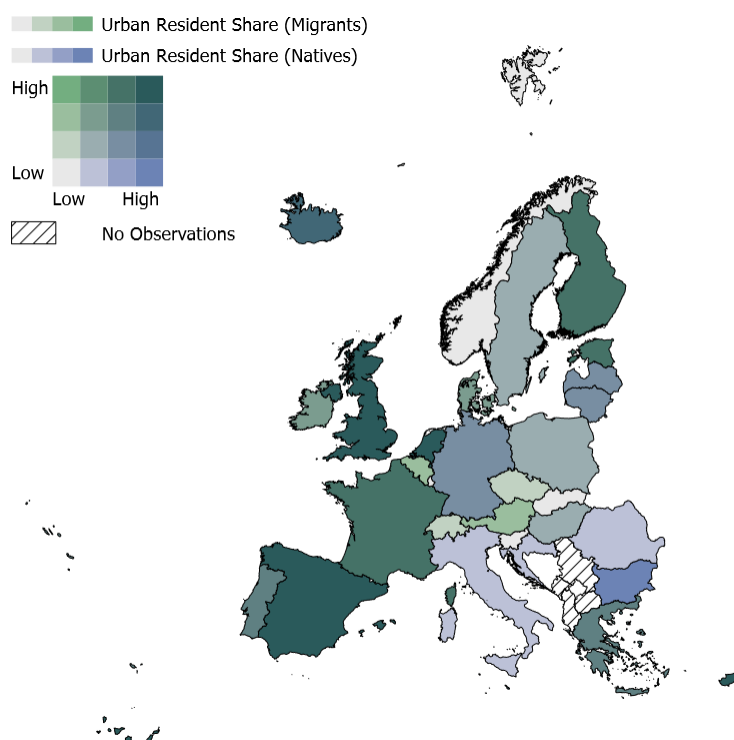 Urban Resident Share (Migrants)
Urban Resident Share (Natives)
High
Low
Low High
No Observations